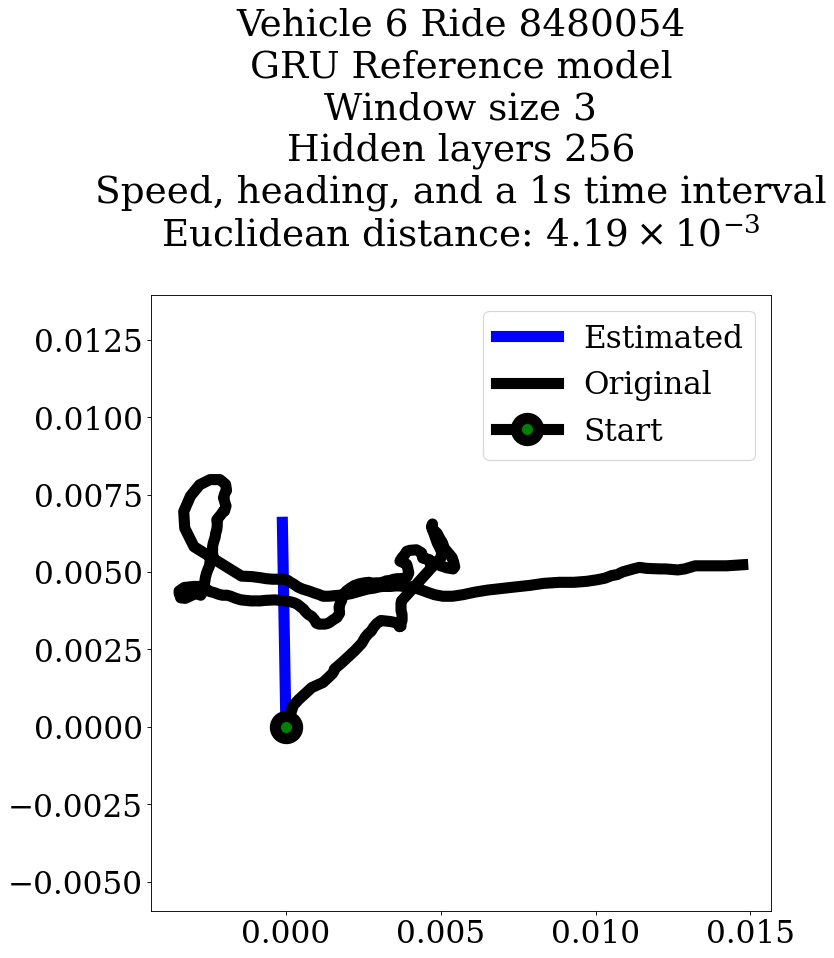 Vehicle 6 Ride 8480054
GRU Reference model
Window size 3
Hidden layers 256
Speed, heading, and a 1s time interval
Euclidean distance: 4.19 × 10⁻³
Estimated
Original
Start
0.0125
0.0100
0.0075
0.0050
0.0025
0.0000
−0.0025
−0.0050
0.000 0.005 0.010 0.015